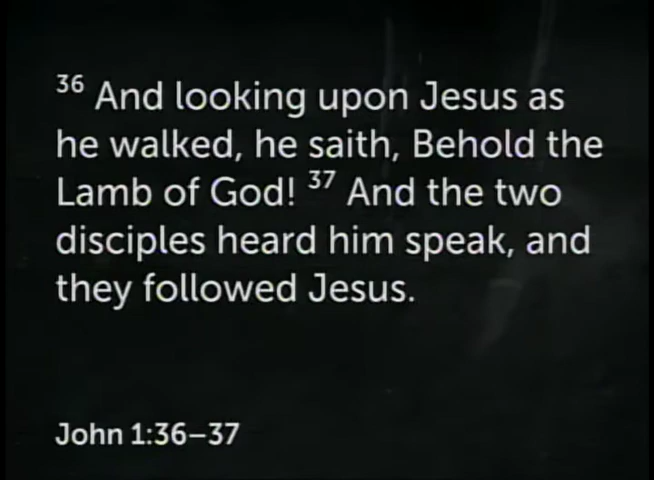 36 And looking upon Jesus as
he walked, he saith, Behold the
Lamb of God! 37 And the two
disciples heard him speak, and
they followed Jesus.
John 1:36–37